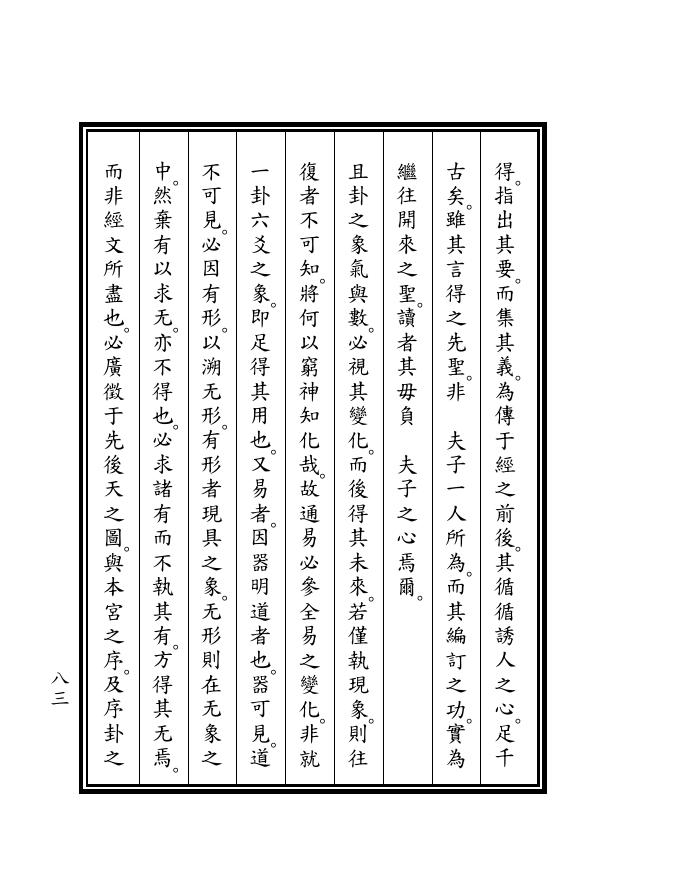 得。指出其要。而集其義。為傳于經之前後。其循循誘人之心。足千
古矣。雖其言得之先聖。非　夫子一人所為。而其編訂之功。實為
繼往開來之聖。讀者其毋負　夫子之心焉爾。
且卦之象氣與數。必視其變化。而後得其未來。若僅執現象。則往
復者不可知。將何以窮神知化哉。故通易必參全易之變化。非就
一卦六爻之象。即足得其用也。又易者。因器明道者也。器可見。道
不可見。必因有形。以溯无形。有形者現具之象。无形則在无象之
中。然棄有以求无。亦不得也。必求諸有而不執其有。方得其无焉。
而非經文所盡也。必廣徵于先後天之圖。與本宮之序。及序卦之
八三